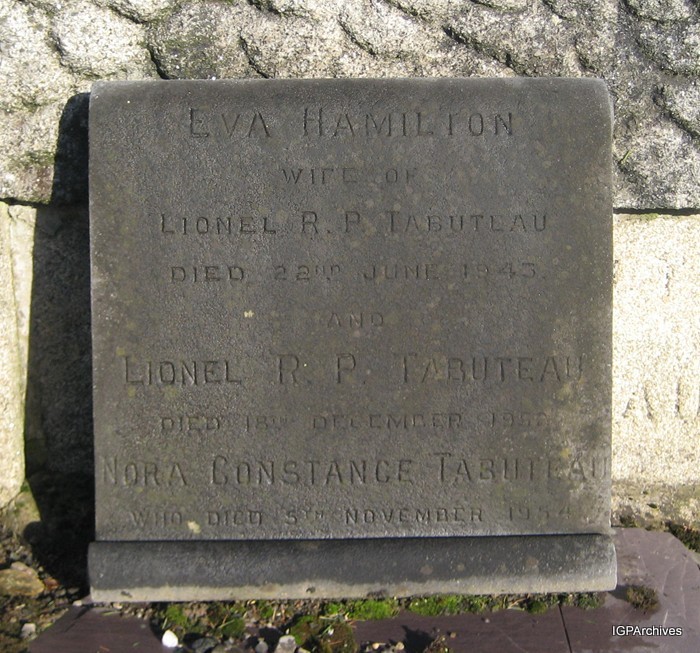 EVA HAMILTON
WIFE OF
LIONEL R. P. TABUTEAU
DIED 22ND JUNE 1943
AND
LIONEL R. P. TABUTEAU
DIED 18TH DECEMBER
NORA CONSTANCE TABUTEAU
WHO DIED 5TH NOVEMBER 1954
IGPArchives